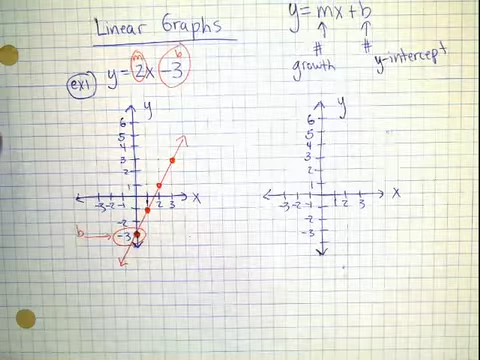 Linear Graphs
y = mx + b
# growth
# y-intercept
ex1 y = 2x - 3
m
b
y
6
5
4
3
2
1
-3 -2 -1 1 2 3 x
-2
-3
b
y
6
5
4
3
2
1
-3 -2 -1 1 2 3 x
-1
-2
-3